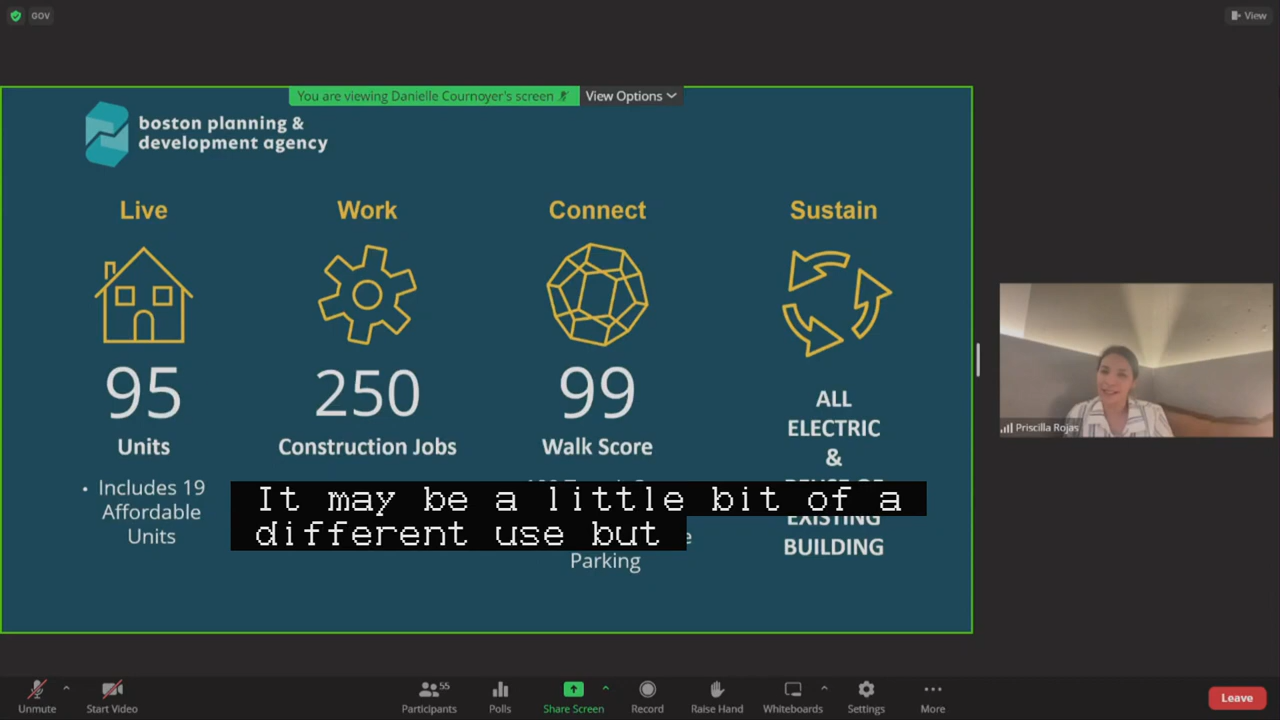 GOV
View
You are viewing Danielle Cournoyer's screen
View Options
boston planning &
development agency
Live
Work
Connect
Sustain
95
250
99
Units
Construction Jobs
Walk Score
ALL
ELECTRIC
&
EXISTING
BUILDING
• Includes 19
Affordable
Units
Parking
It may be a little bit of a
different use but
Priscilla Rojas
Unmute
Start Video
55
Participants
Polls
Share Screen
Record
Raise Hand
Whiteboards
Settings
More
Leave